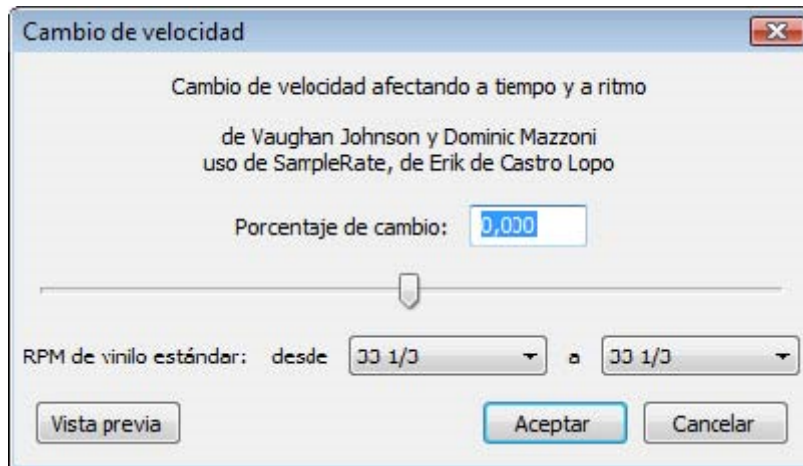 Cambio de velocidad
Cambio de velocidad afectando a tiempo y a ritmo
de Vaughan Johnson y Dominic Mazzoni
uso de SampleRate, de Erik de Castro Lopo
Porcentaje de cambio: 0,000
RPM de vinilo estándar: desde 33 1/3 a 33 1/3
Vista previa Aceptar Cancelar